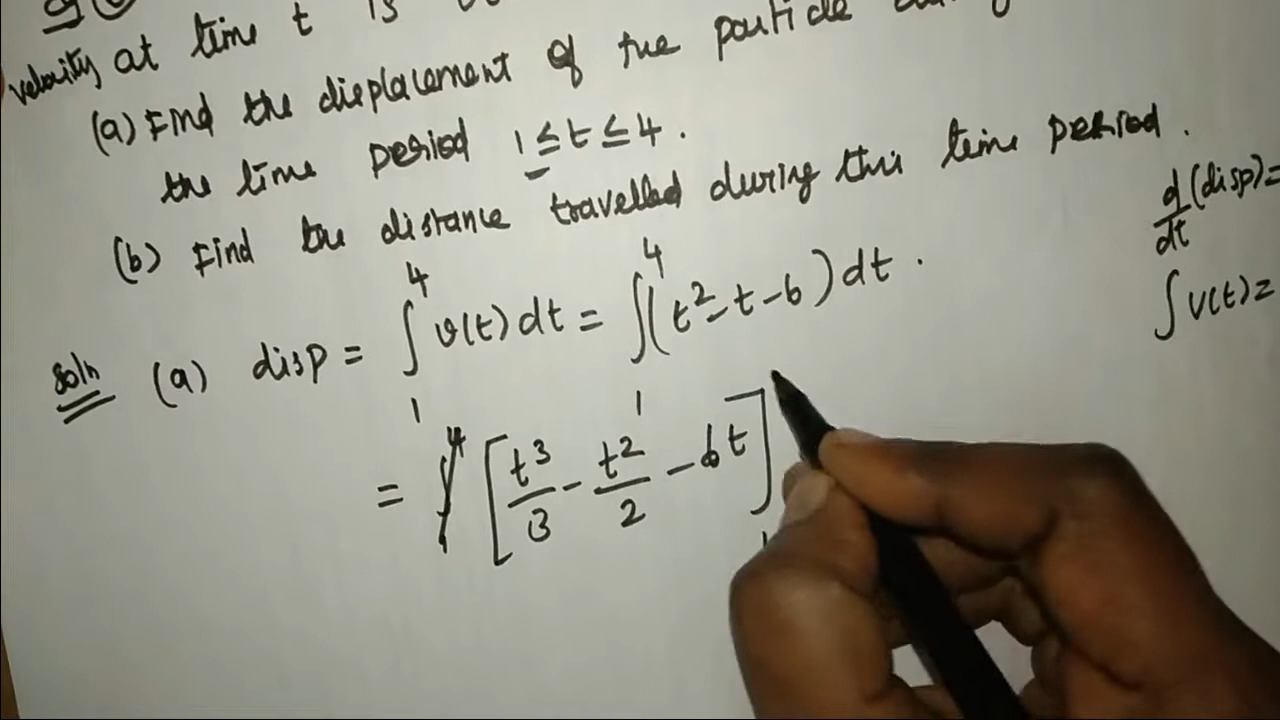 velocity at time t is
(a) Find the displacement of the particle
the time period 1 ≤ t ≤ 4.
(b) Find the distance travelled during this time period.
d/dt (disp) =
∫ v(t) =
Soln (a) disp = ∫₁⁴ v(t) dt = ∫₁⁴ (t² - t - 6) dt.
= [t³/3 - t²/2 - 6t]